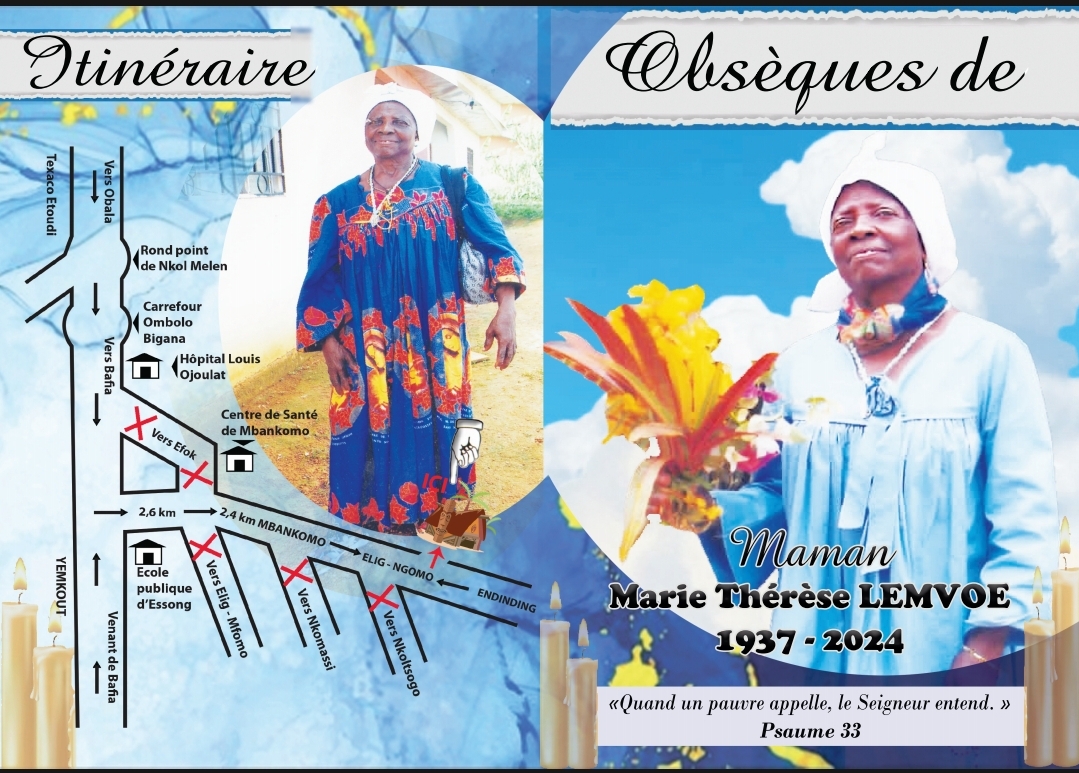 Itinéraire
Texaco Etoudi
Vers Obala
Rond point
de Nkol Melen
Carrefour
Ombolo
Bigana
Vers Bafia
Hôpital Louis
Ojoulat
Centre de Santé
de Mbankomo
Vers Efok
2,6 km
2,4 km MBANKOMO
ELIG - NGOMO
ENDINDING
ICI
YEMKOUT
Ecole
publique
d'Essong
Venant de Bafia
Vers Elig - Mfomo
Vers Nkomassi
Vers Nkoltsogo
Obsèques de
Maman
Marie Thérèse LEMVOE
1937 - 2024
«Quand un pauvre appelle, le Seigneur entend. »
Psaume 33